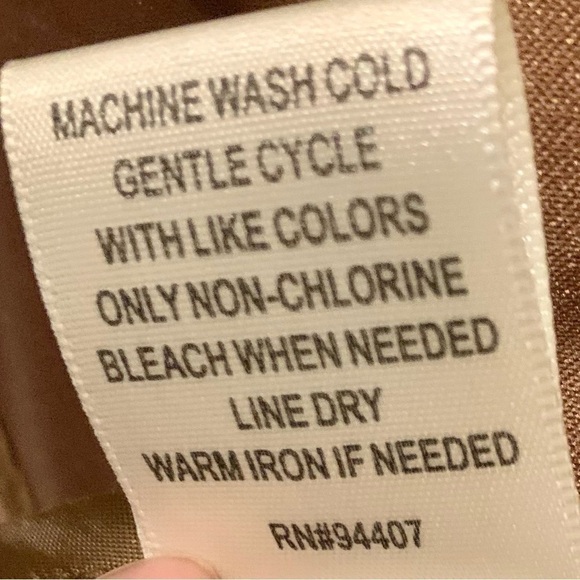 MACHINE WASH COLD
GENTLE CYCLE
WITH LIKE COLORS
ONLY NON-CHLORINE
BLEACH WHEN NEEDED
LINE DRY
WARM IRON IF NEEDED
RN#94407